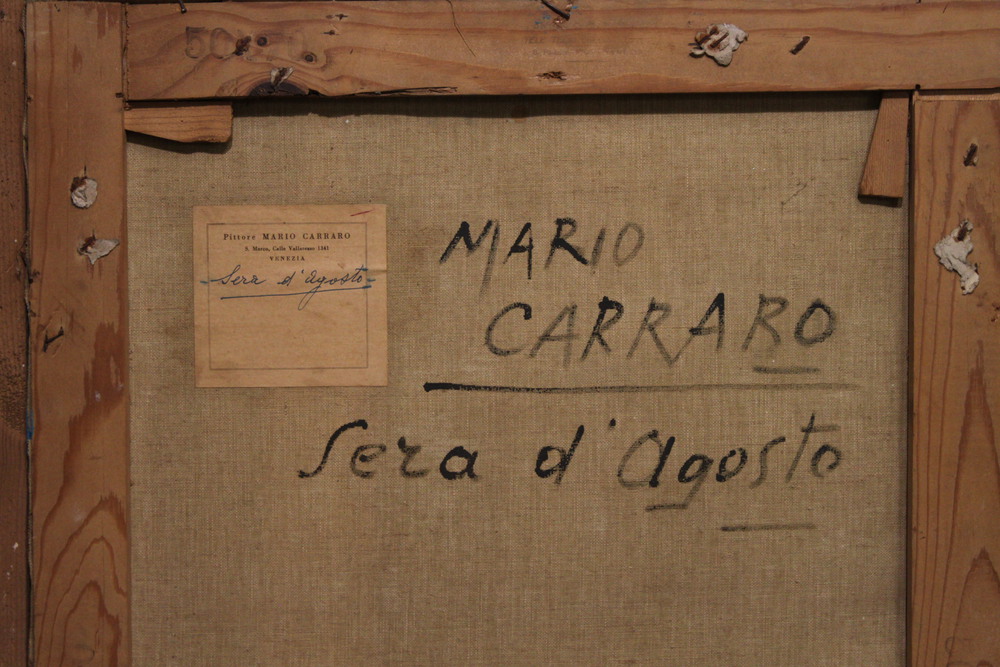 Pittore MARIO CARRARO
S. Marco, Calle Vallaresso 1341
VENEZIA
Sera d'Agosto
MARIO
CARRARO
Sera d'Agosto